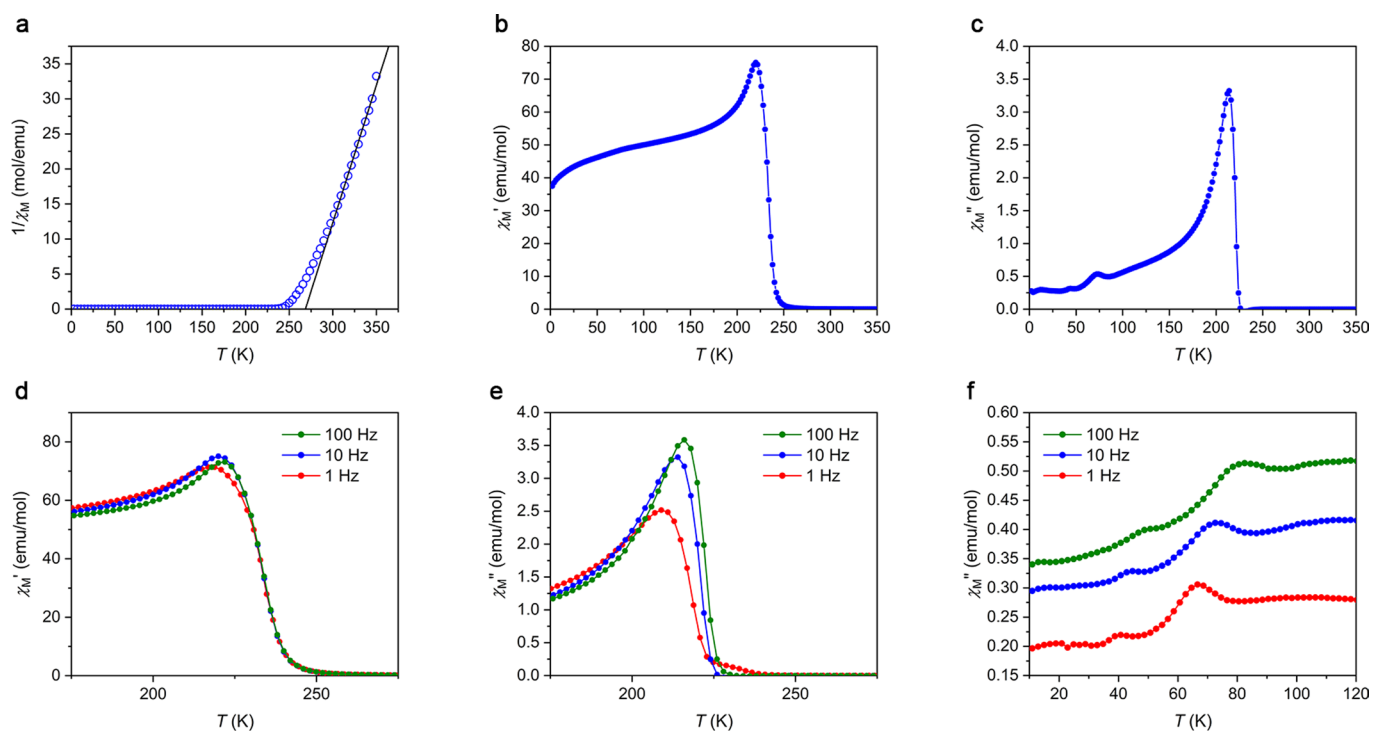 a
1/χM (mol/emu)
35
30
25
20
15
10
5
0
0 50 100 150 200 250 300 350
T (K)
b
χM' (emu/mol)
80
60
40
20
0
0 50 100 150 200 250 300 350
T (K)
c
χM" (emu/mol)
4.0
3.5
3.0
2.5
2.0
1.5
1.0
0.5
0.0
0 50 100 150 200 250 300 350
T (K)
d
χM' (emu/mol)
80
60
40
20
0
100 Hz
10 Hz
1 Hz
200 250
T (K)
e
χM" (emu/mol)
4.0
3.5
3.0
2.5
2.0
1.5
1.0
0.5
0.0
100 Hz
10 Hz
1 Hz
200 250
T (K)
f
χM" (emu/mol)
0.60
0.55
0.50
0.45
0.40
0.35
0.30
0.25
0.20
0.15
100 Hz
10 Hz
1 Hz
20 40 60 80 100 120
T (K)